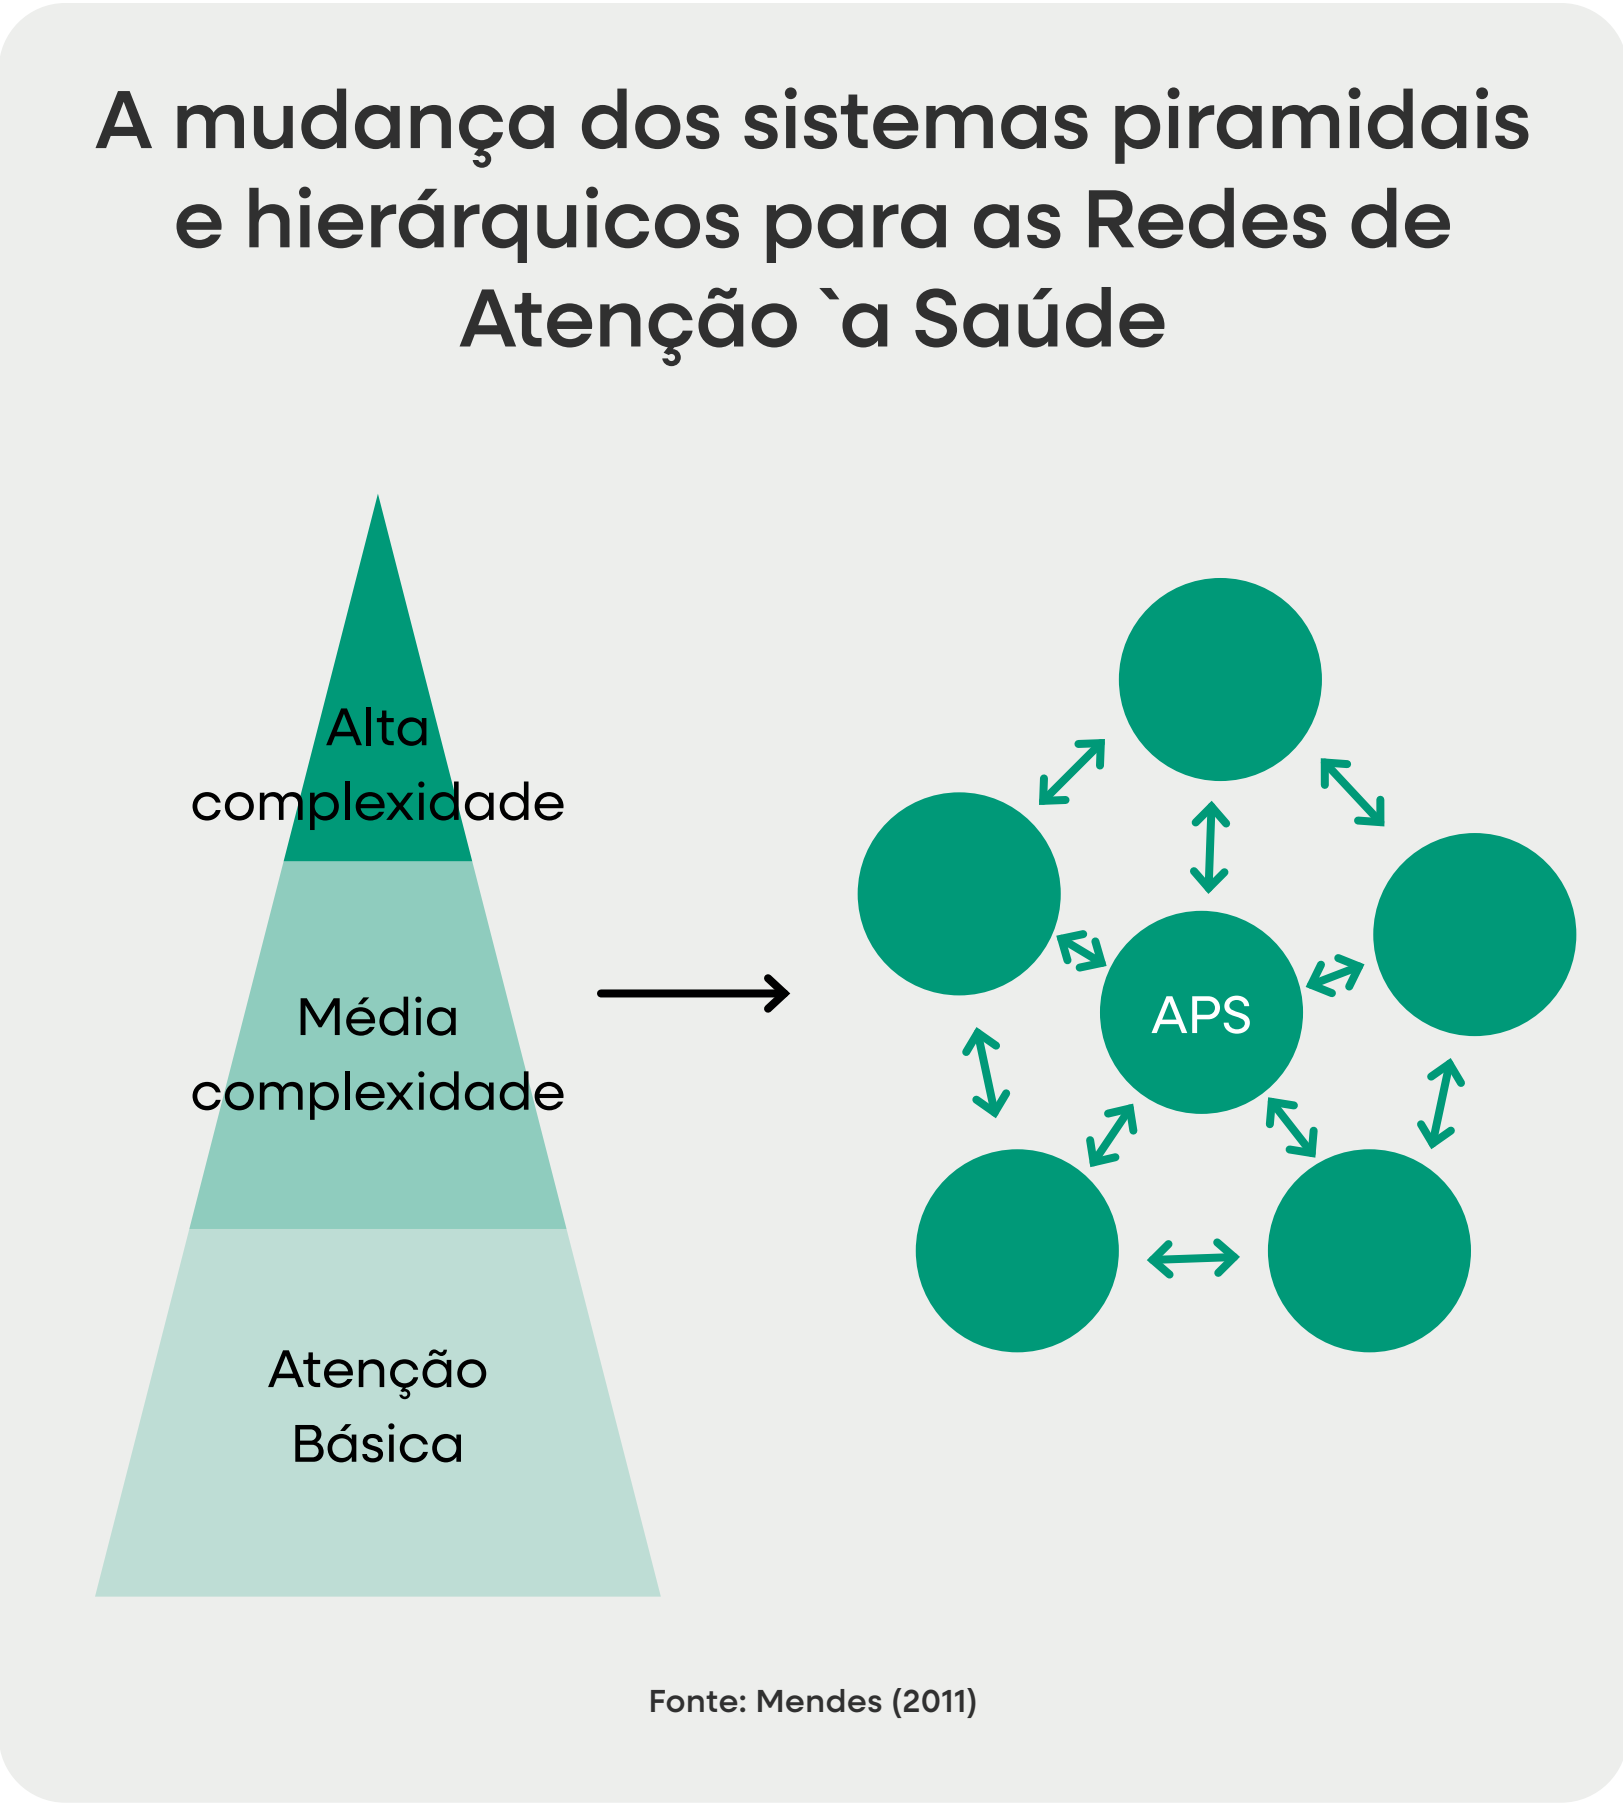 A mudança dos sistemas piramidais
e hierárquicos para as Redes de
Atenção `a Saúde
Alta
complexidade
Média
complexidade
Atenção
Básica
APS
Fonte: Mendes (2011)